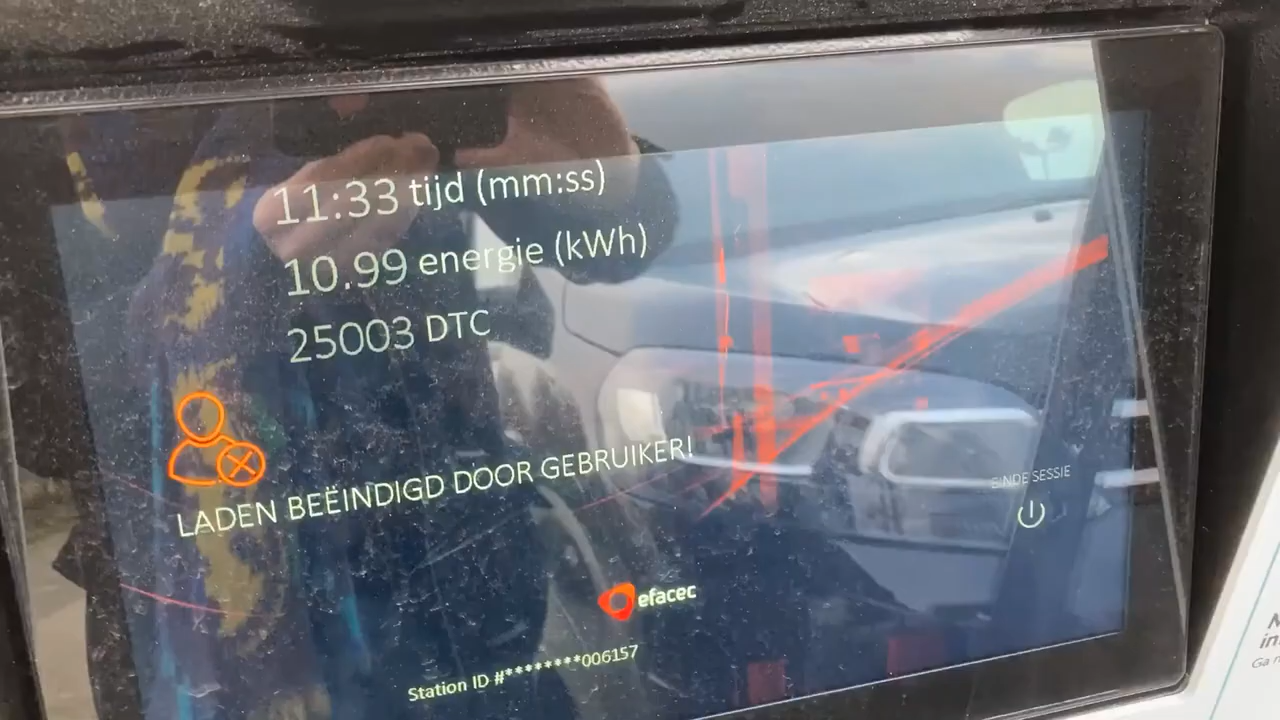 11:33 tijd (mm:ss)
10.99 energie (kWh)
25003 DTC
LADEN BEËINDIGD DOOR GEBRUIKER!
EINDE SESSIE
efacec
Station ID #********006157